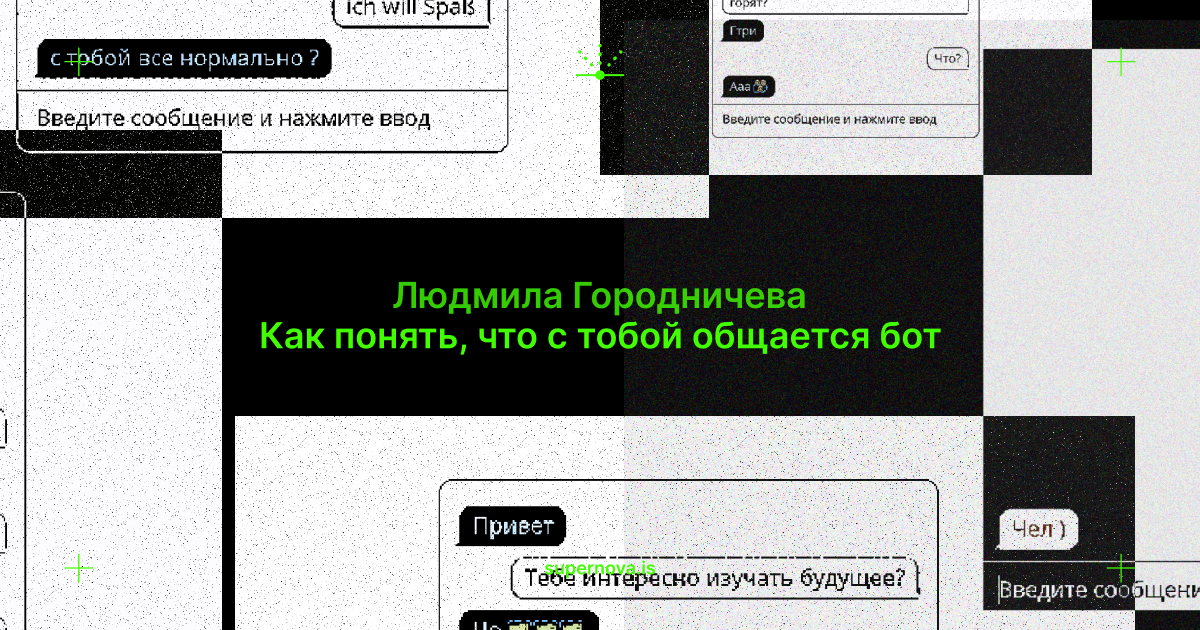 ich will Spaß
с тобой все нормально ?
Введите сообщение и нажмите ввод
горят?
Гтри
Что?
Ааа
Введите сообщение и нажмите ввод
Людмила Городничева
Как понять, что с тобой общается бот
Привет
supernova.is
Тебе интересно изучать будущее?
Не
Чел )
Введите сообщени